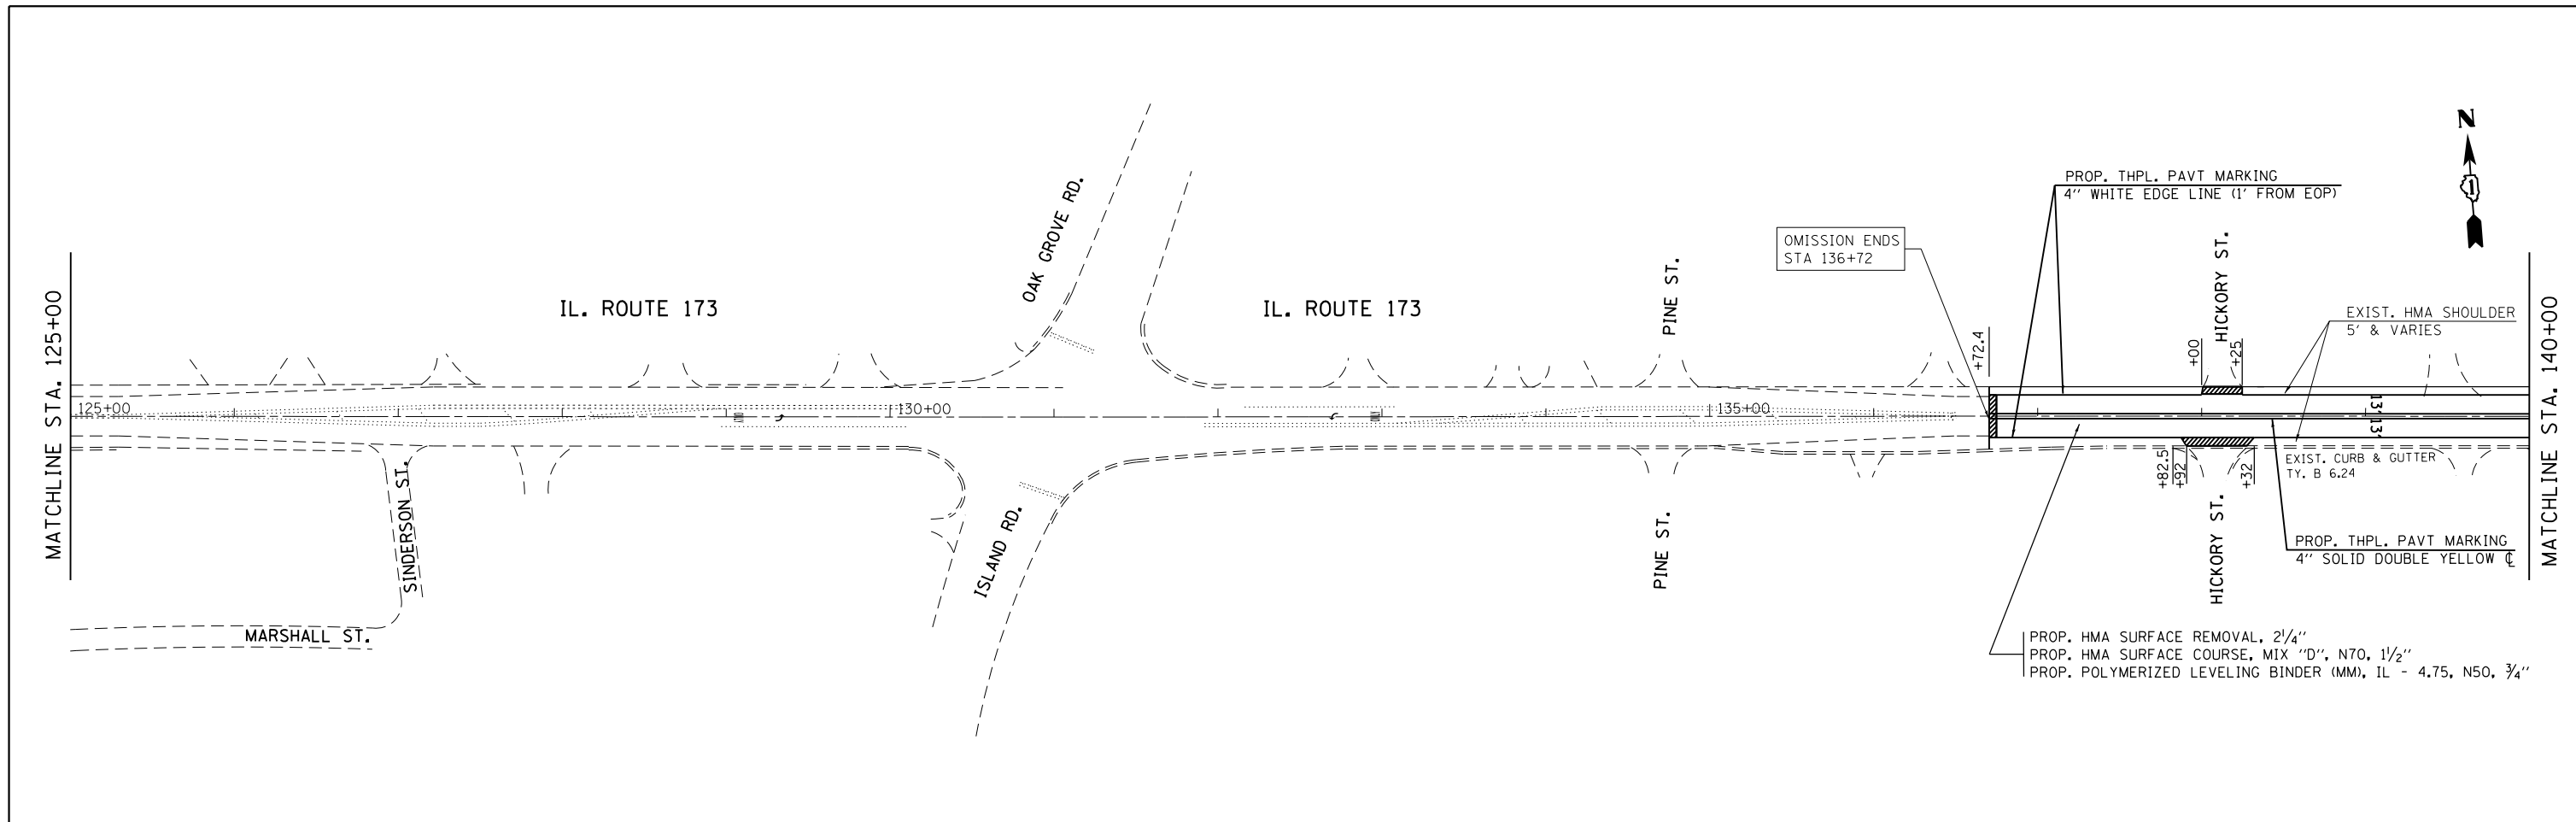 N
1
PROP. THPL. PAVT MARKING
4" WHITE EDGE LINE (1' FROM EOP)
OAK GROVE RD.
OMISSION ENDS
STA 136+72
HICKORY ST.
MATCHLINE STA. 125+00
IL. ROUTE 173
IL. ROUTE 173
PINE ST.
EXIST. HMA SHOULDER
5' & VARIES
MATCHLINE STA. 140+00
+72.4
+00
+25
125+00
130+00
135+00
13'
13'
SINDERSON ST.
EXIST. CURB & GUTTER
TY. B 6.24
+82.5
+92
+32
ISLAND RD.
PINE ST.
HICKORY ST.
PROP. THPL. PAVT MARKING
4" SOLID DOUBLE YELLOW ℄
MARSHALL ST.
PROP. HMA SURFACE REMOVAL, 2 1/4"
PROP. HMA SURFACE COURSE, MIX "D", N70, 1 1/2"
PROP. POLYMERIZED LEVELING BINDER (MM), IL - 4.75, N50, 3/4"